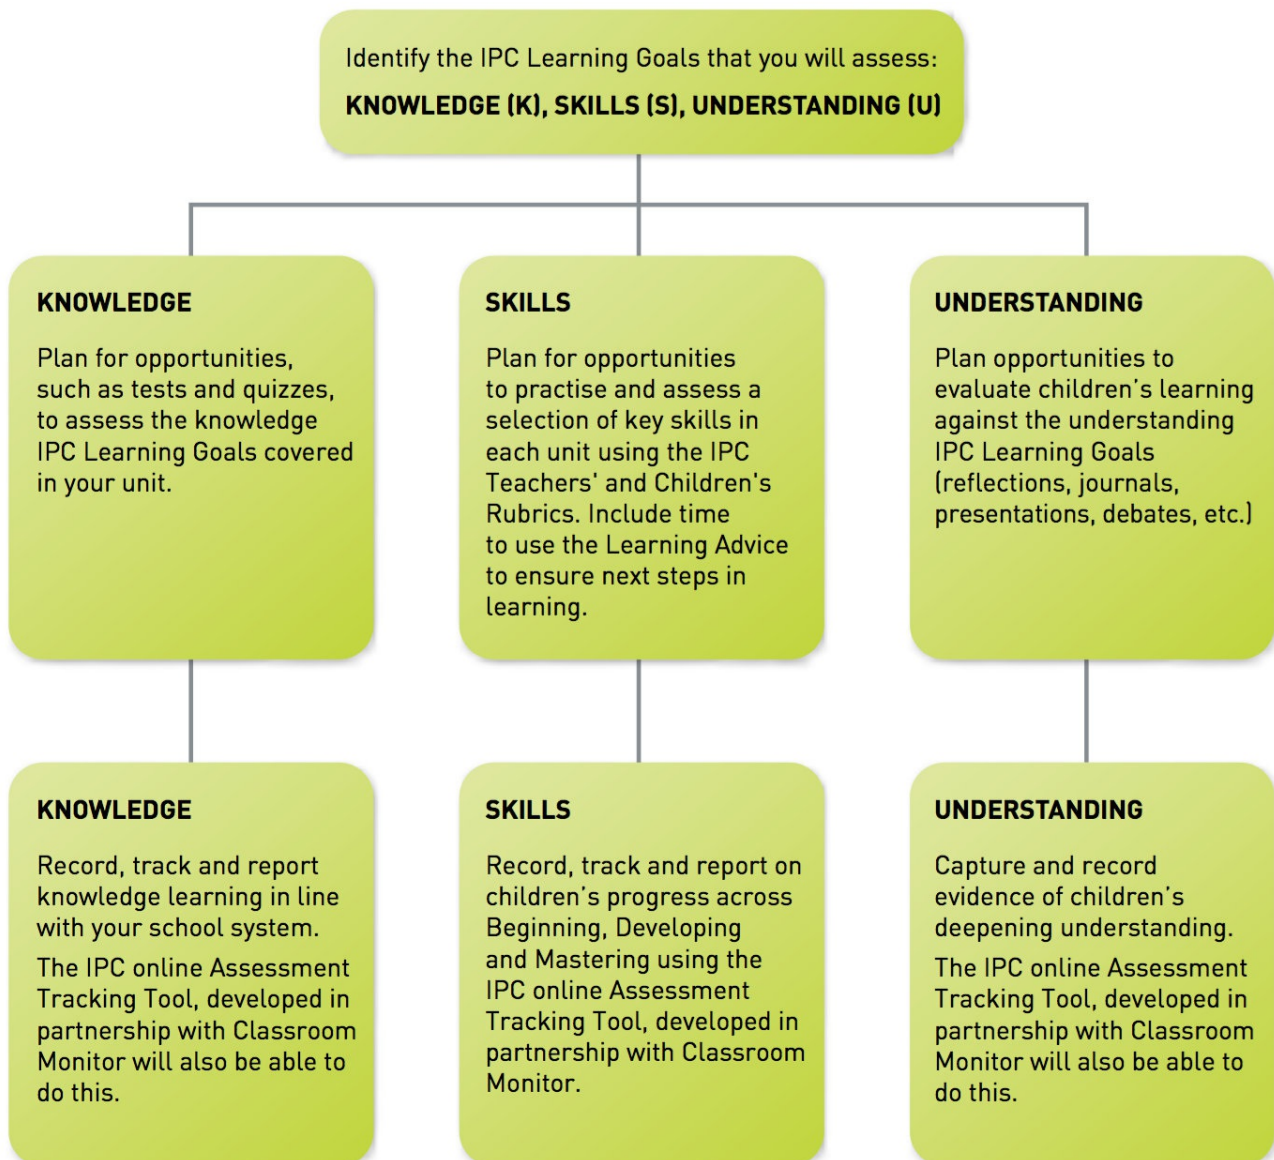 Identify the IPC Learning Goals that you will assess:
KNOWLEDGE (K), SKILLS (S), UNDERSTANDING (U)
KNOWLEDGE
Plan for opportunities,
such as tests and quizzes,
to assess the knowledge
IPC Learning Goals covered
in your unit.
SKILLS
Plan for opportunities
to practise and assess a
selection of key skills in
each unit using the IPC
Teachers' and Children's
Rubrics. Include time
to use the Learning Advice
to ensure next steps in
learning.
UNDERSTANDING
Plan opportunities to
evaluate children’s learning
against the understanding
IPC Learning Goals
(reflections, journals,
presentations, debates, etc.)
KNOWLEDGE
Record, track and report
knowledge learning in line
with your school system.
The IPC online Assessment
Tracking Tool, developed in
partnership with Classroom
Monitor will also be able to
do this.
SKILLS
Record, track and report on
children’s progress across
Beginning, Developing
and Mastering using the
IPC online Assessment
Tracking Tool, developed in
partnership with Classroom
Monitor.
UNDERSTANDING
Capture and record
evidence of children’s
deepening understanding.
The IPC online Assessment
Tracking Tool, developed in
partnership with Classroom
Monitor will also be able to
do this.